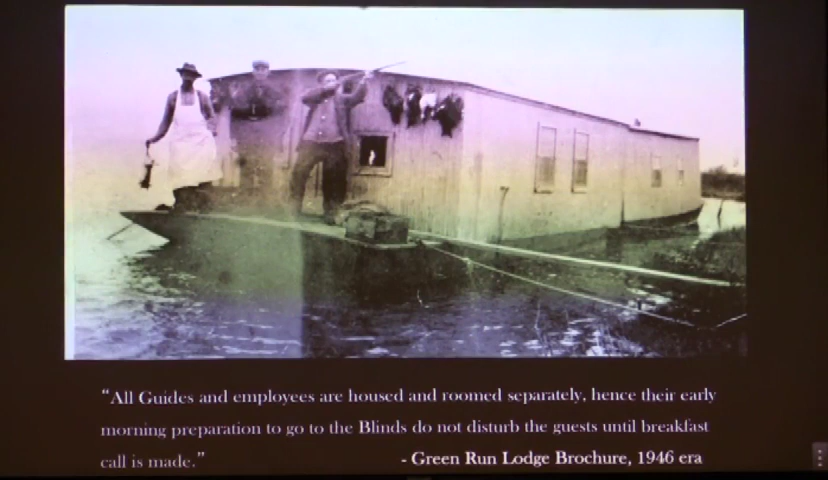 “All Guides and employees are housed and roomed separately, hence their early
morning preparation to go to the Blinds do not disturb the guests until breakfast
call is made.” - Green Run Lodge Brochure, 1946 era